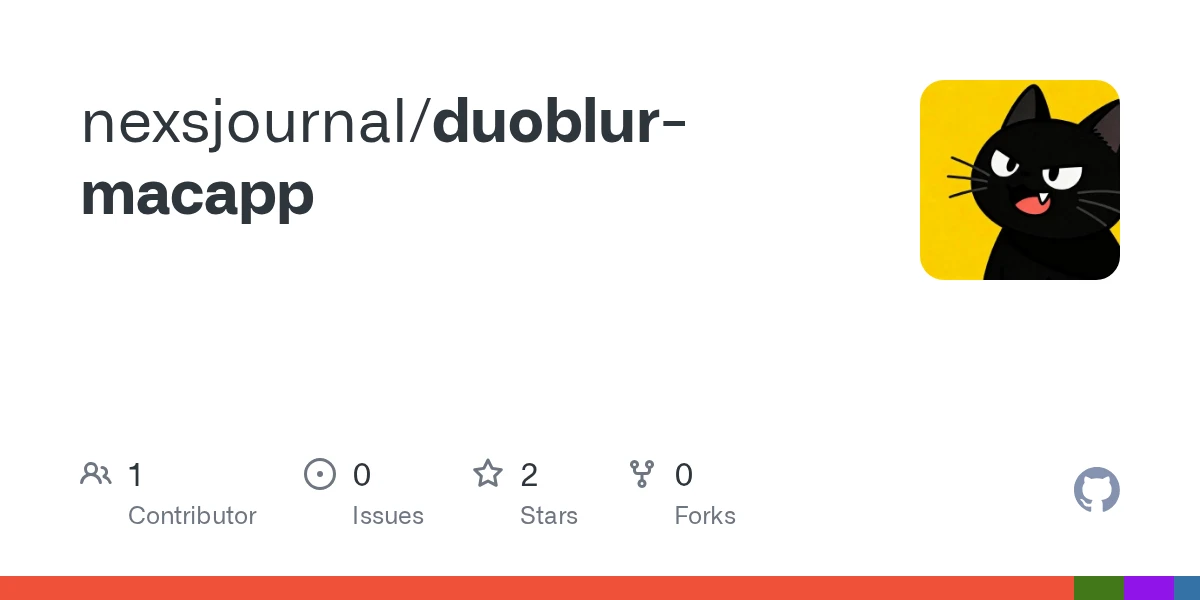 nexsjournal/duoblur-
macapp
1
Contributor
0
Issues
2
Stars
0
Forks